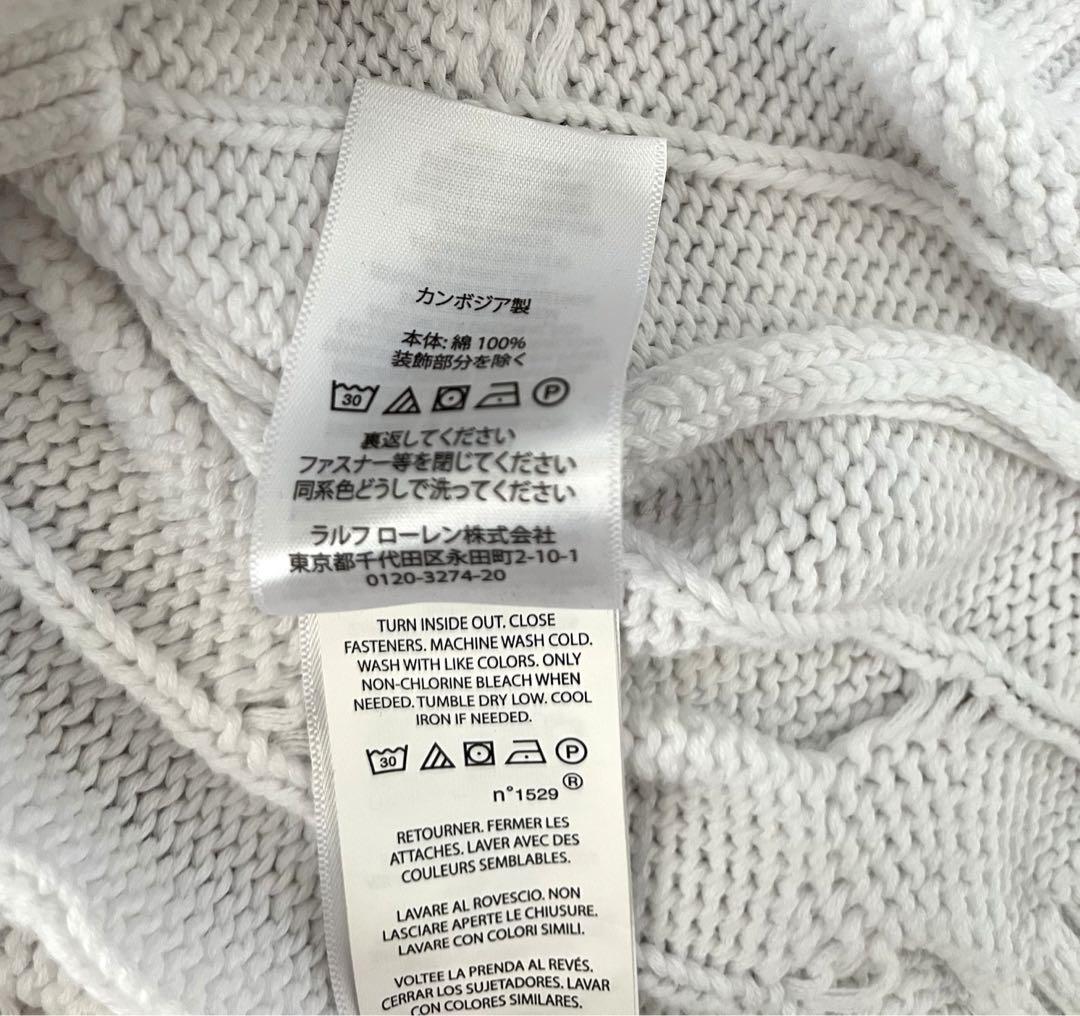 カンボジア製
本体: 綿 100%
装飾部分を除く
30 P
裏返してください
ファスナー等を閉じてください
同系色どうしで洗ってください
ラルフ ローレン株式会社
東京都千代田区永田町2-10-1
0120-3274-20
TURN INSIDE OUT. CLOSE
FASTENERS. MACHINE WASH COLD.
WASH WITH LIKE COLORS. ONLY
NON-CHLORINE BLEACH WHEN
NEEDED. TUMBLE DRY LOW. COOL
IRON IF NEEDED.
30 P
n°1529 ®
RETOURNER. FERMER LES
ATTACHES. LAVER AVEC DES
COULEURS SEMBLABLES.
LAVARE AL ROVESCIO. NON
LASCIARE APERTE LE CHIUSURE.
LAVARE CON COLORI SIMILI.
VOLTEE LA PRENDA AL REVÉS.
CERRAR LOS SUJETADORES. LAVAR
CON COLORES SIMILARES.